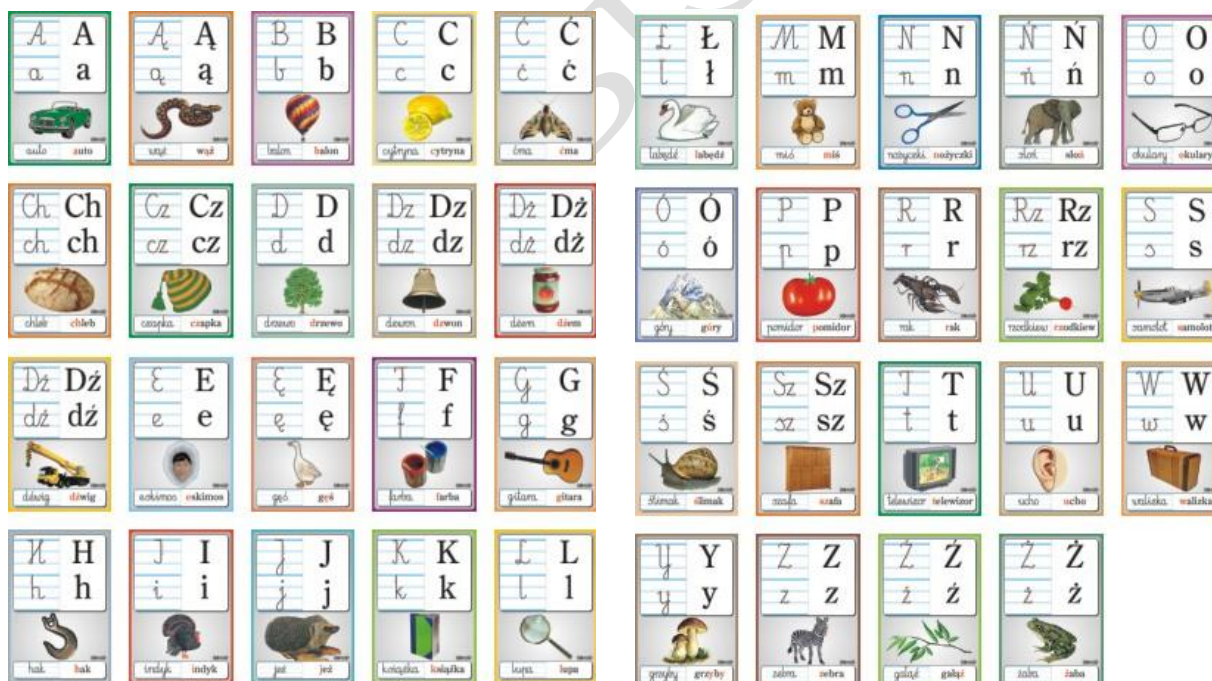 A A
a a
auto auto
Ą Ą
ą ą
wąż wąż
B B
b b
balon balon
C C
c c
cytryna cytryna
Ć Ć
ć ć
ćma ćma
Ch Ch
ch ch
chleb chleb
Cz Cz
cz cz
czapka czapka
D D
d d
drzewo drzewo
Dz Dz
dz dz
dzwon dzwon
Dż Dż
dż dż
dżem dżem
Dź Dź
dź dź
dźwig dźwig
E E
e e
eskimos eskimos
Ę Ę
ę ę
gęś gęś
F F
f f
farba farba
G G
g g
gitara gitara
H H
h h
hak hak
I I
i i
indyk indyk
J J
j j
jeż jeż
K K
k k
książka książka
L L
l l
lupa lupa
Ł Ł
ł ł
łabędź łabędź
M M
m m
miś miś
N N
n n
nożyczki nożyczki
Ń Ń
ń ń
słoń słoń
O O
o o
okulary okulary
Ó Ó
ó ó
góry góry
P P
p p
pomidor pomidor
R R
r r
rak rak
Rz Rz
rz rz
rzodkiew rzodkiew
S S
s s
samolot samolot
Ś Ś
ś ś
ślimak ślimak
Sz Sz
sz sz
szafa szafa
T T
t t
telewizor telewizor
U U
u u
ucho ucho
W W
w w
walizka walizka
Y Y
y y
grzyby grzyby
Z Z
z z
zebra zebra
Ź Ź
ź ź
gałąź gałąź
Ż Ż
ż ż
żaba żaba